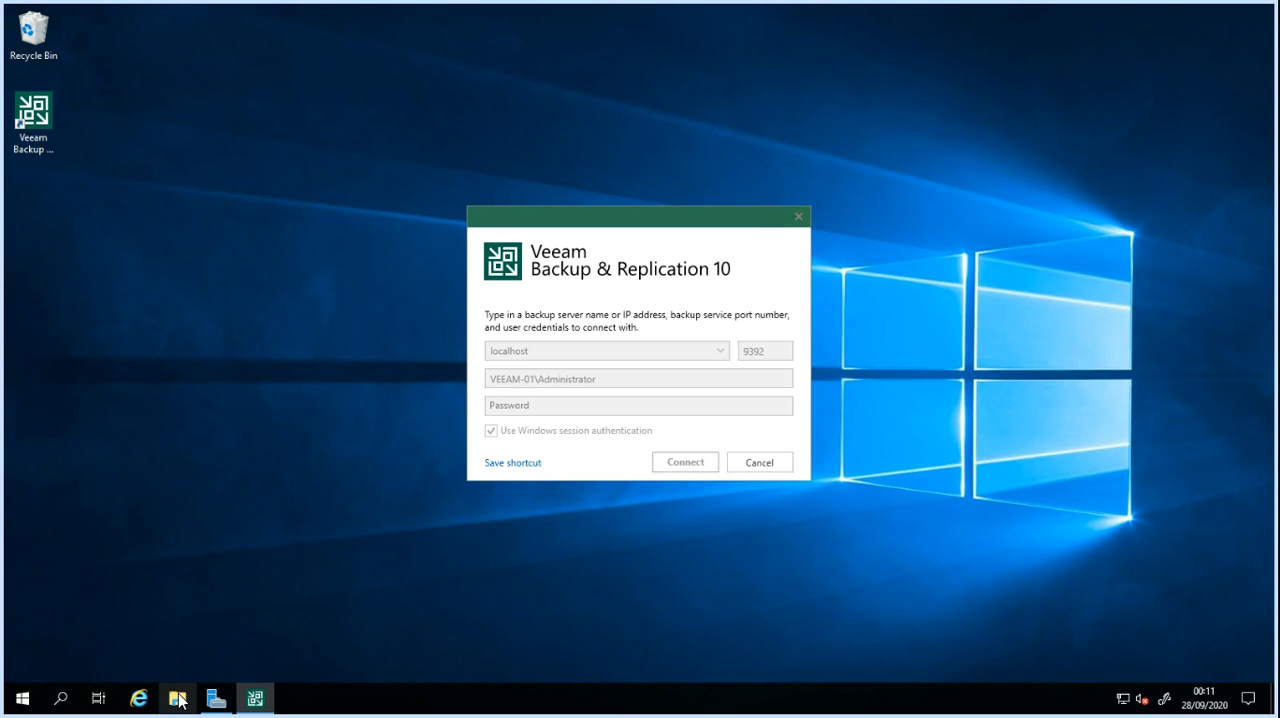 Recycle Bin
Veeam
Backup ...
Veeam
Backup & Replication 10
Type in a backup server name or IP address, backup service port number,
and user credentials to connect with.
localhost
9392
VEEAM-01\Administrator
Password
Use Windows session authentication
Save shortcut
Connect
Cancel
00:11
28/09/2020